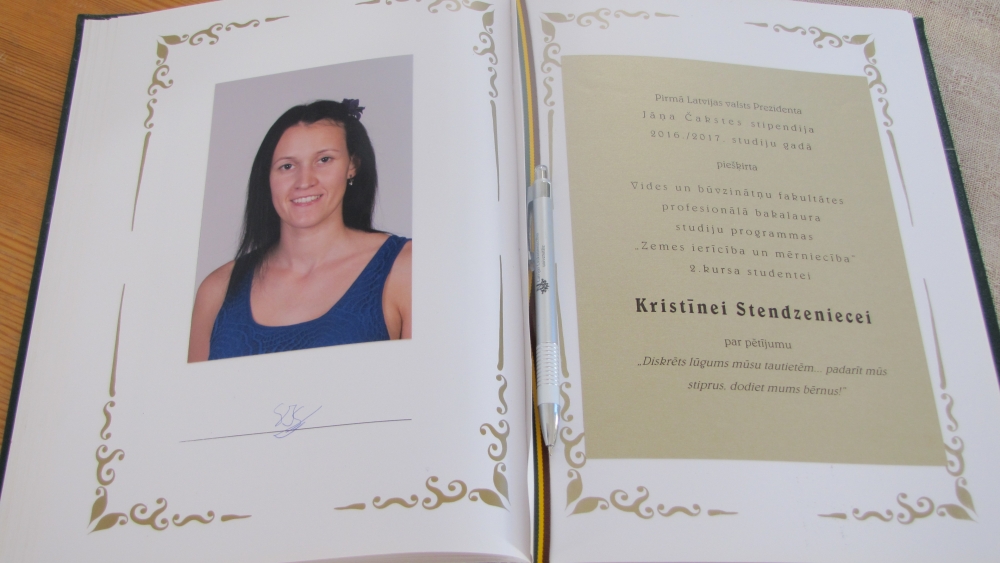 Pirmā Latvijas valsts Prezidenta
Jāņa Čakstes stipendija
2016./2017. studiju gadā
piešķirta
Vides un būvzinātņu fakultātes
profesionālā bakalaura
studiju programmas
„Zemes ierīcība un mērniecība"
2.kursa studentei
Kristīnei Stendzeniecei
par pētījumu
„Diskrēts lūgums mūsu tautietēm... padarīt mūs
stiprus, dodiet mums bērnus!"